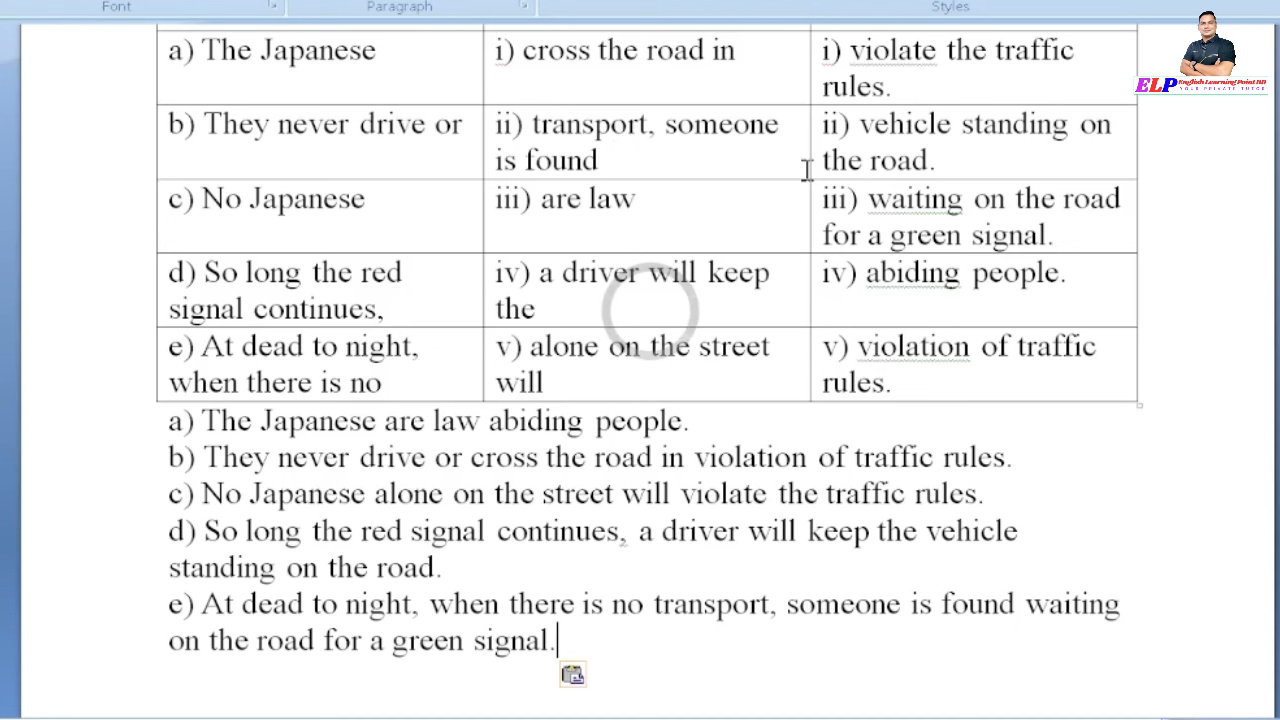 Font Paragraph Styles
ELP English Learning Point BD
YOUR PRIVATE TUTOR
a) The Japanese
i) cross the road in
i) violate the traffic
rules.
b) They never drive or
ii) transport, someone
is found
ii) vehicle standing on
the road.
c) No Japanese
iii) are law
iii) waiting on the road
for a green signal.
d) So long the red
signal continues,
iv) a driver will keep
the
iv) abiding people.
e) At dead to night,
when there is no
v) alone on the street
will
v) violation of traffic
rules.
a) The Japanese are law abiding people.
b) They never drive or cross the road in violation of traffic rules.
c) No Japanese alone on the street will violate the traffic rules.
d) So long the red signal continues, a driver will keep the vehicle
standing on the road.
e) At dead to night, when there is no transport, someone is found waiting
on the road for a green signal.